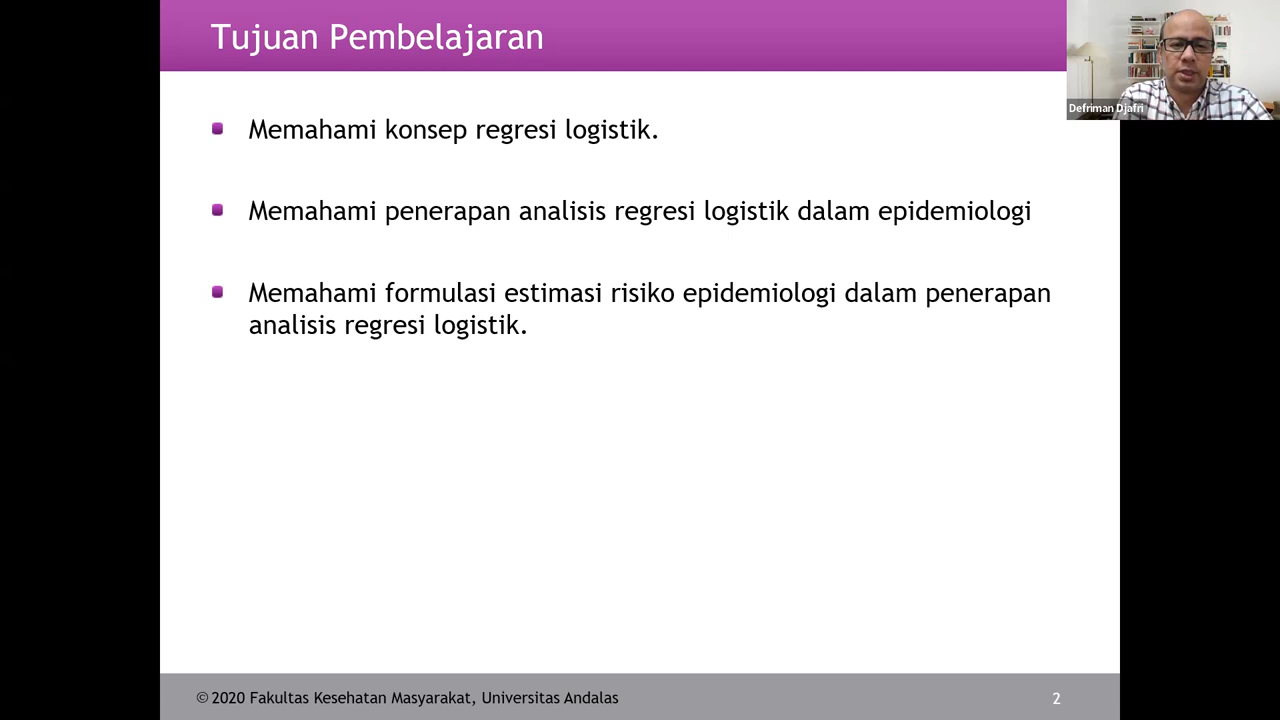 Tujuan Pembelajaran
Defriman Djafri
Memahami konsep regresi logistik.
Memahami penerapan analisis regresi logistik dalam epidemiologi
Memahami formulasi estimasi risiko epidemiologi dalam penerapan
analisis regresi logistik.
© 2020 Fakultas Kesehatan Masyarakat, Universitas Andalas
2